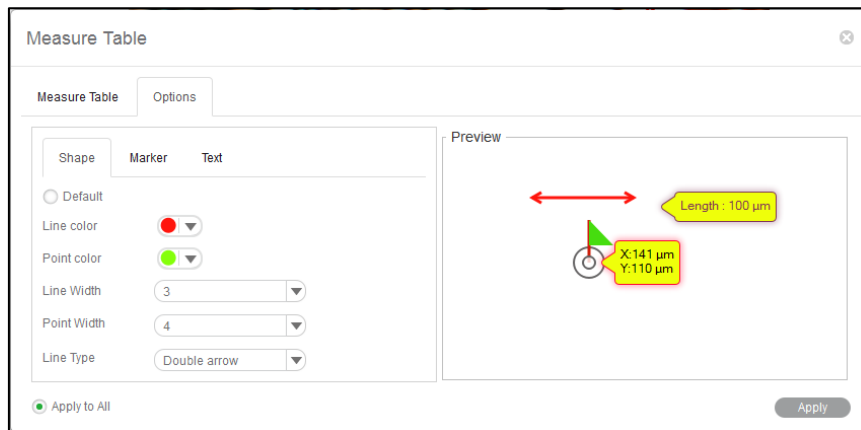 Measure Table
Measure Table Options
Shape Marker Text
Default
Line color
Point color
Line Width 3
Point Width 4
Line Type Double arrow
Apply to All
Preview
Length : 100 µm
X:141 µm
Y:110 µm
Apply